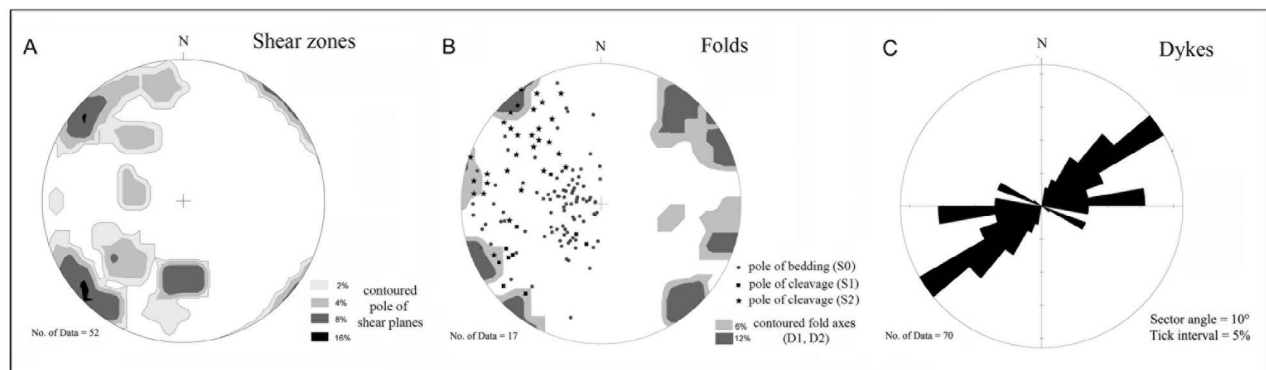 A
N
Shear zones
2%
4%
8%
16%
contoured
pole of
shear planes
No. of Data = 52
B
N
Folds
pole of bedding (S0)
pole of cleavage (S1)
pole of cleavage (S2)
6%
12%
contoured fold axes
(D1, D2)
No. of Data = 17
C
N
Dykes
No. of Data = 70
Sector angle = 10°
Tick interval = 5%